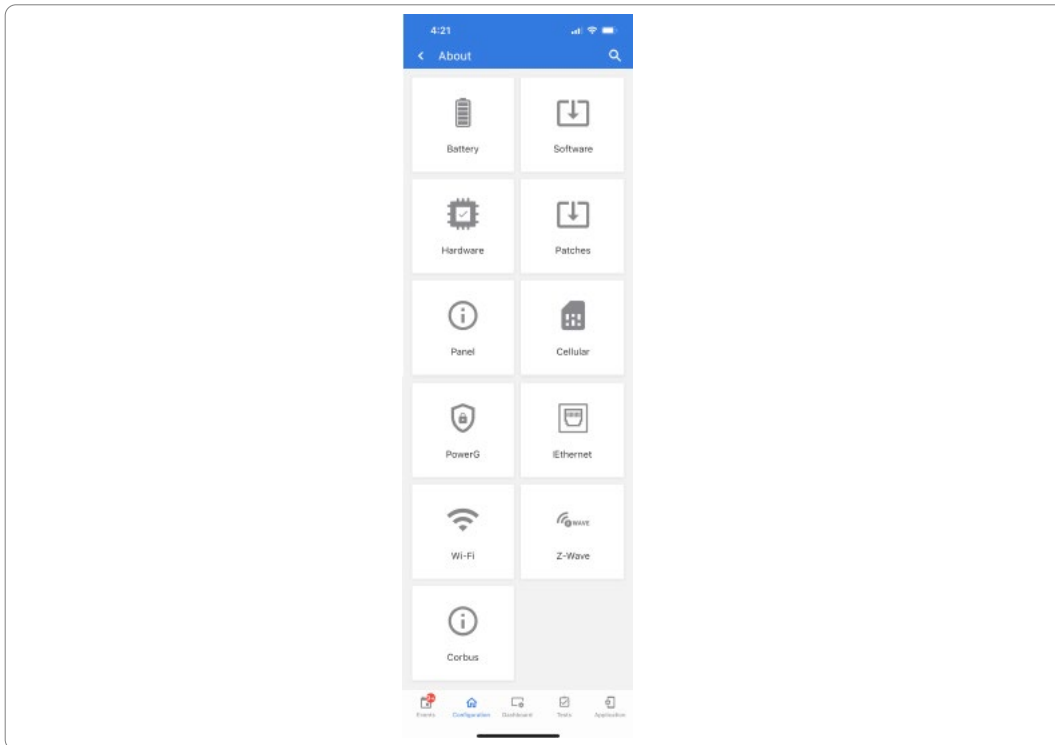 4:21
About
Battery
Software
Hardware
Patches
Panel
Cellular
PowerG
Ethernet
Wi-Fi
WAVE
Z-Wave
Corbus
Events
Configuration
Dashboard
Tests
Application